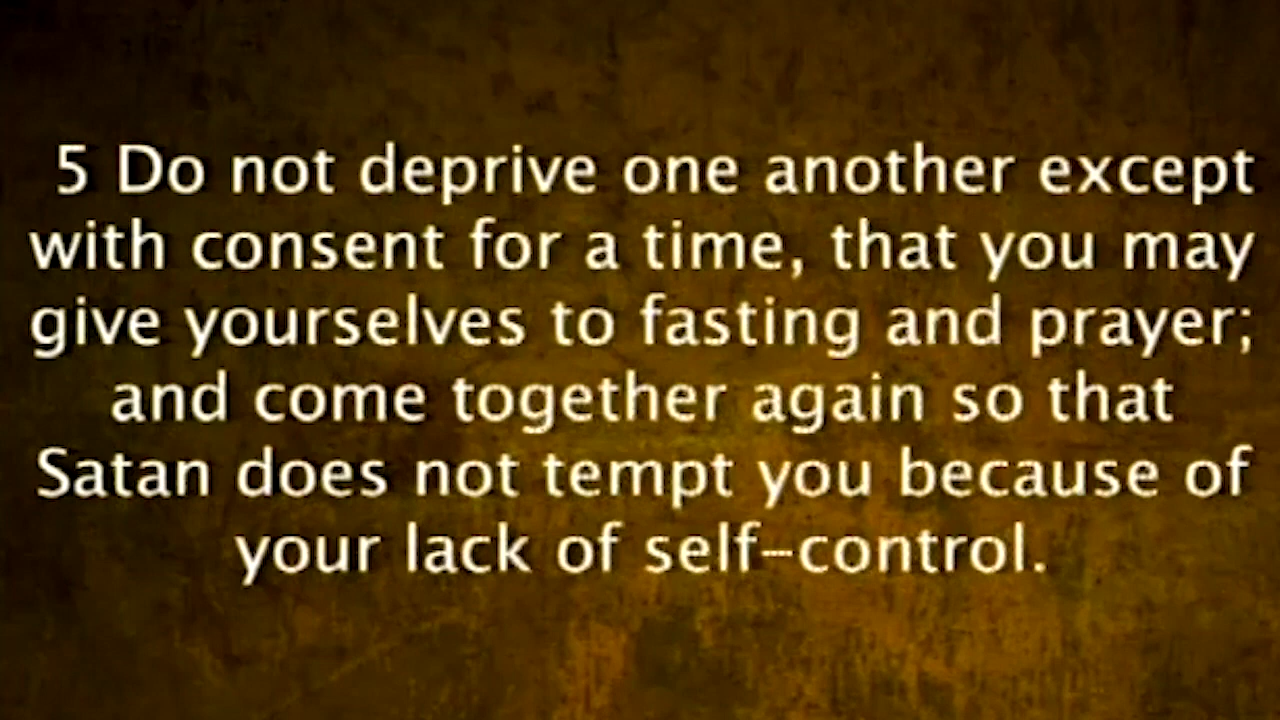 5 Do not deprive one another except
with consent for a time, that you may
give yourselves to fasting and prayer;
and come together again so that
Satan does not tempt you because of
your lack of self-control.